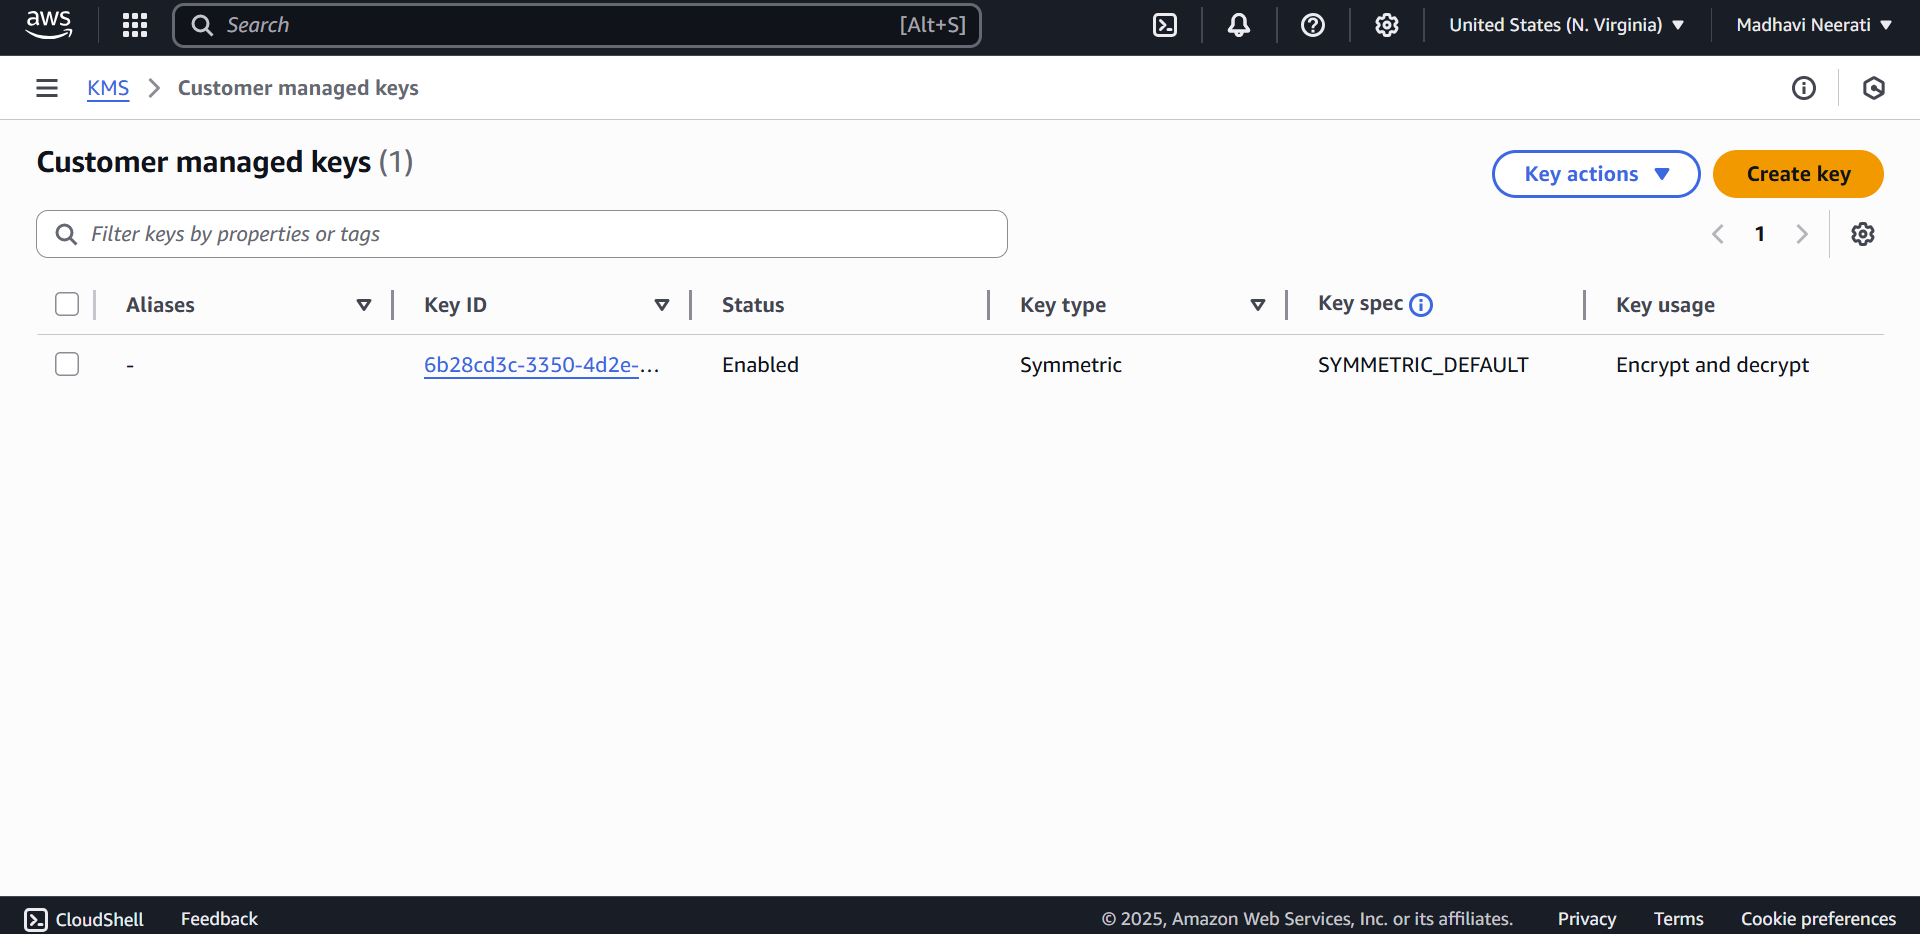 aws Search [Alt+S] United States (N. Virginia) Madhavi Neerati
KMS Customer managed keys
Customer managed keys (1)
Key actions Create key
Filter keys by properties or tags 1
Aliases Key ID Status Key type Key spec Key usage
- 6b28cd3c-3350-4d2e-... Enabled Symmetric SYMMETRIC_DEFAULT Encrypt and decrypt
CloudShell Feedback © 2025, Amazon Web Services, Inc. or its affiliates. Privacy Terms Cookie preferences